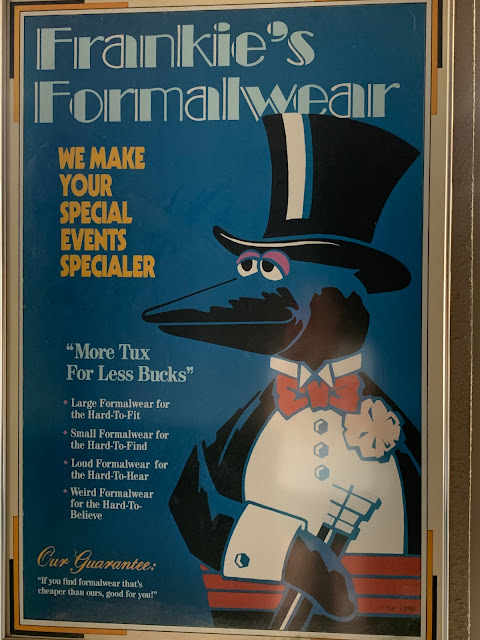 Frankie's
Formalwear
WE MAKE
YOUR
SPECIAL
EVENTS
SPECIALER
"More Tux
For Less Bucks"
• Large Formalwear for
the Hard-To-Fit
• Small Formalwear for
the Hard-To-Find
• Loud Formalwear for
the Hard-To-Hear
• Weird Formalwear
for the Hard-To-
Believe
Our Guarantee:
"If you find formalwear that's
cheaper than ours, good for you!"